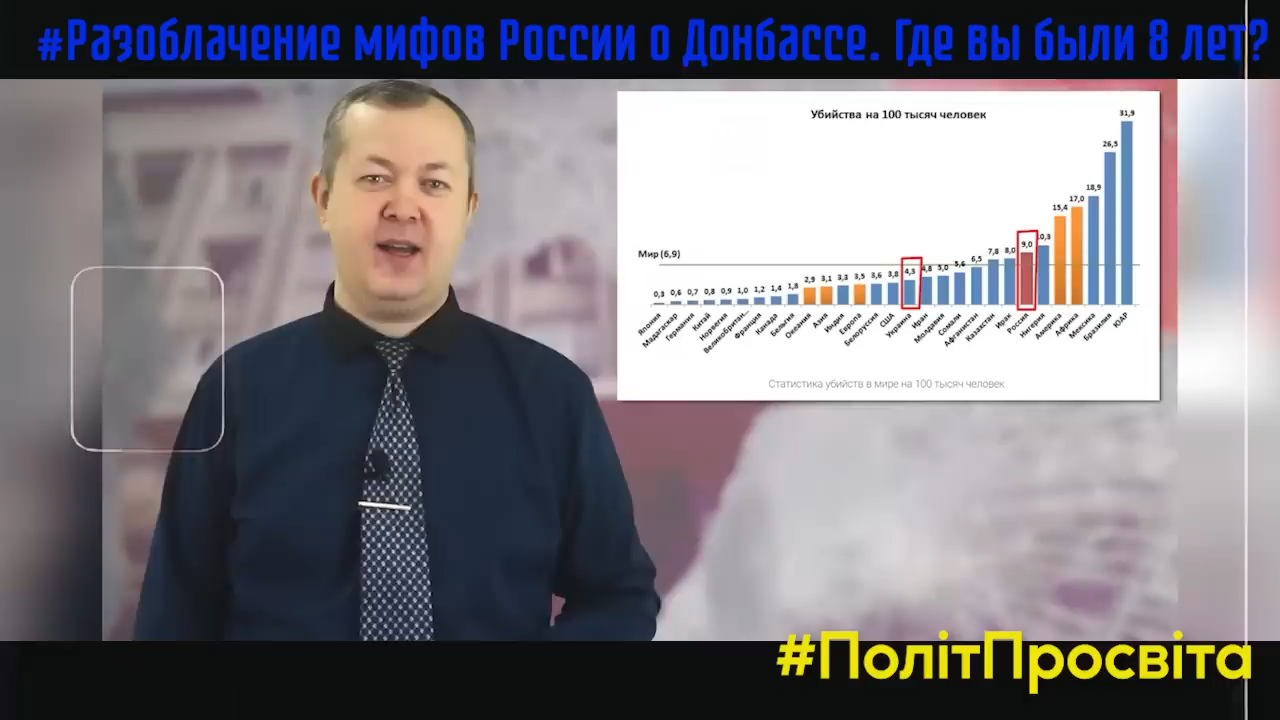 #Разоблачение мифов России о Донбассе. Где вы были 8 лет?
Убийства на 100 тысяч человек
Мир (6,9)
0,3 0,6 0,7 0,8 0,9 1,0 1,2 1,4 1,8 2,9 3,1 3,3 3,5 3,6 3,8 4,3 4,8 5,0 5,6 6,5 7,8 8,0 9,0 10,3 15,4 17,0 18,9 26,5 31,9
Япония Мадагаскар Германия Китай Норвегия Великобритан... Франция Канада Бельгия Океания Азия Индия Европа Белоруссия США Украина Иран Молдавия Сомали Афганистан Казахстан Ирак Россия Нигерия Америка Африка Мексика Бразилия ЮАР
Статистика убийств в мире на 100 тысяч человек
#ПолітПросвіта